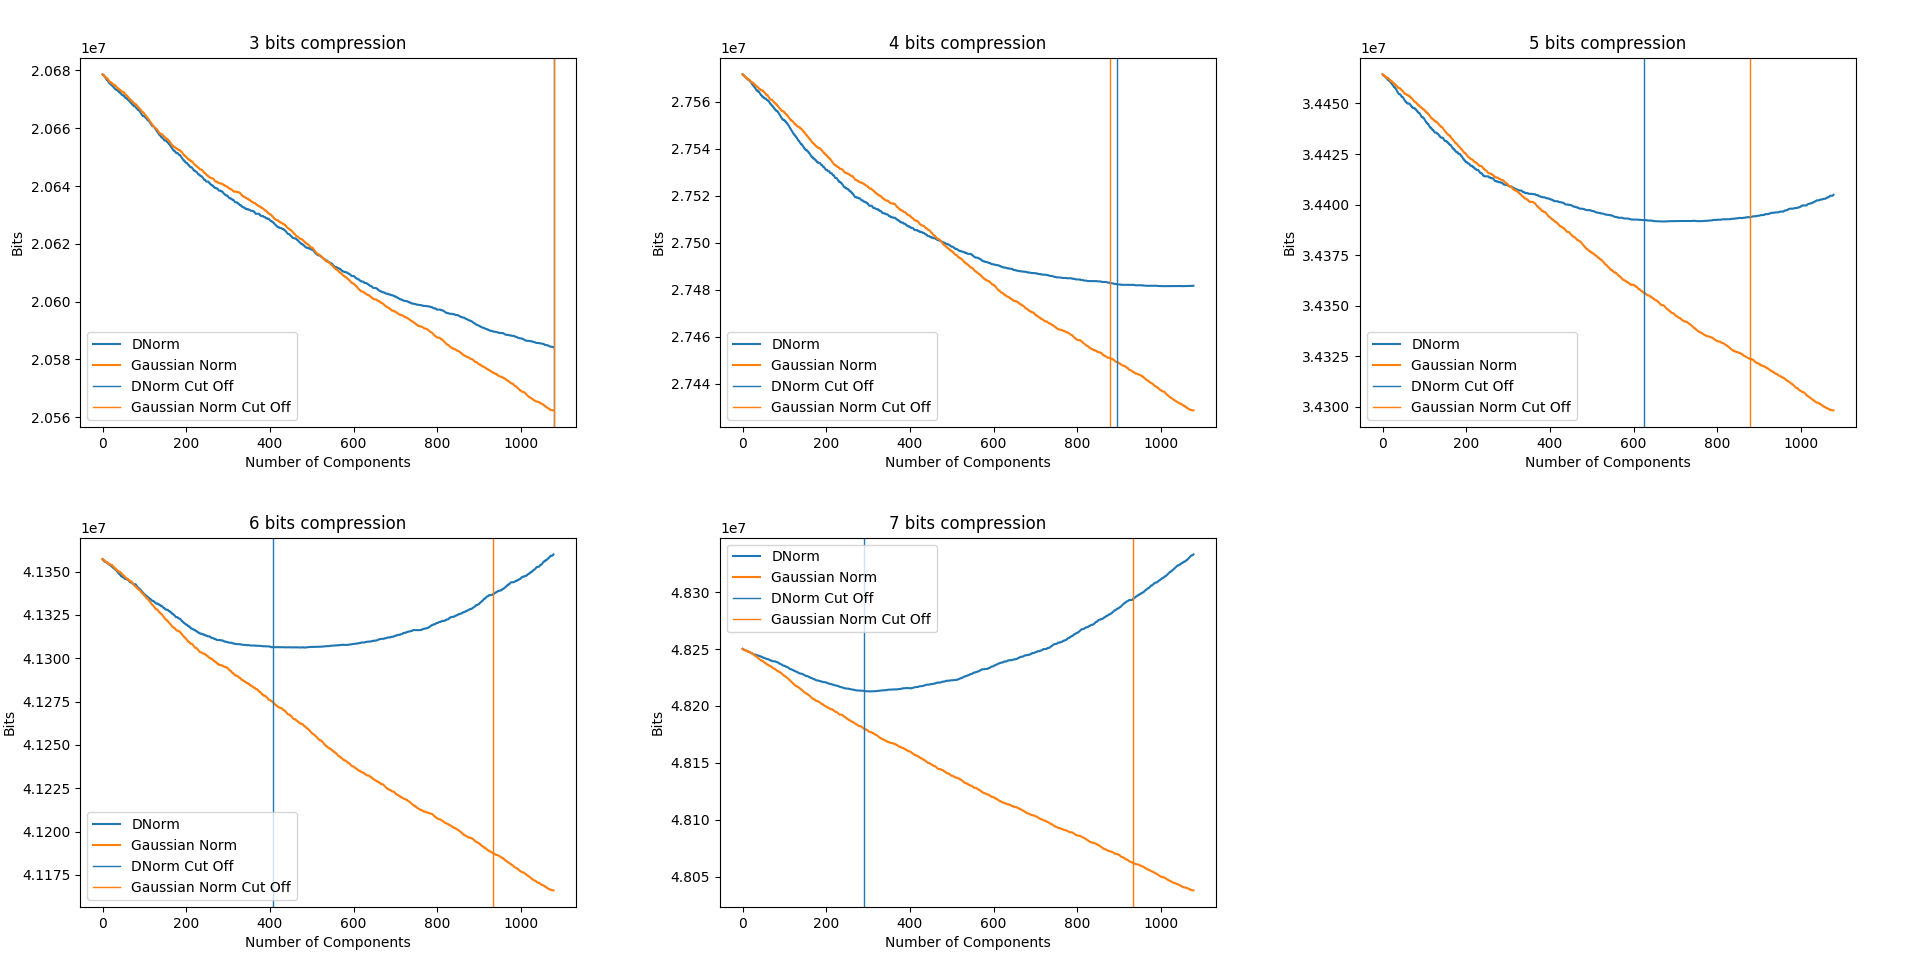 3 bits compression
1e7
2.068
2.066
2.064
2.062
2.060
2.058
2.056
Bits
DNorm
Gaussian Norm
DNorm Cut Off
Gaussian Norm Cut Off
0 200 400 600 800 1000
Number of Components
4 bits compression
1e7
2.756
2.754
2.752
2.750
2.748
2.746
2.744
Bits
DNorm
Gaussian Norm
DNorm Cut Off
Gaussian Norm Cut Off
0 200 400 600 800 1000
Number of Components
5 bits compression
1e7
3.4450
3.4425
3.4400
3.4375
3.4350
3.4325
3.4300
Bits
DNorm
Gaussian Norm
DNorm Cut Off
Gaussian Norm Cut Off
0 200 400 600 800 1000
Number of Components
6 bits compression
1e7
4.1350
4.1325
4.1300
4.1275
4.1250
4.1225
4.1200
4.1175
Bits
DNorm
Gaussian Norm
DNorm Cut Off
Gaussian Norm Cut Off
0 200 400 600 800 1000
Number of Components
7 bits compression
1e7
4.830
4.825
4.820
4.815
4.810
4.805
Bits
DNorm
Gaussian Norm
DNorm Cut Off
Gaussian Norm Cut Off
0 200 400 600 800 1000
Number of Components